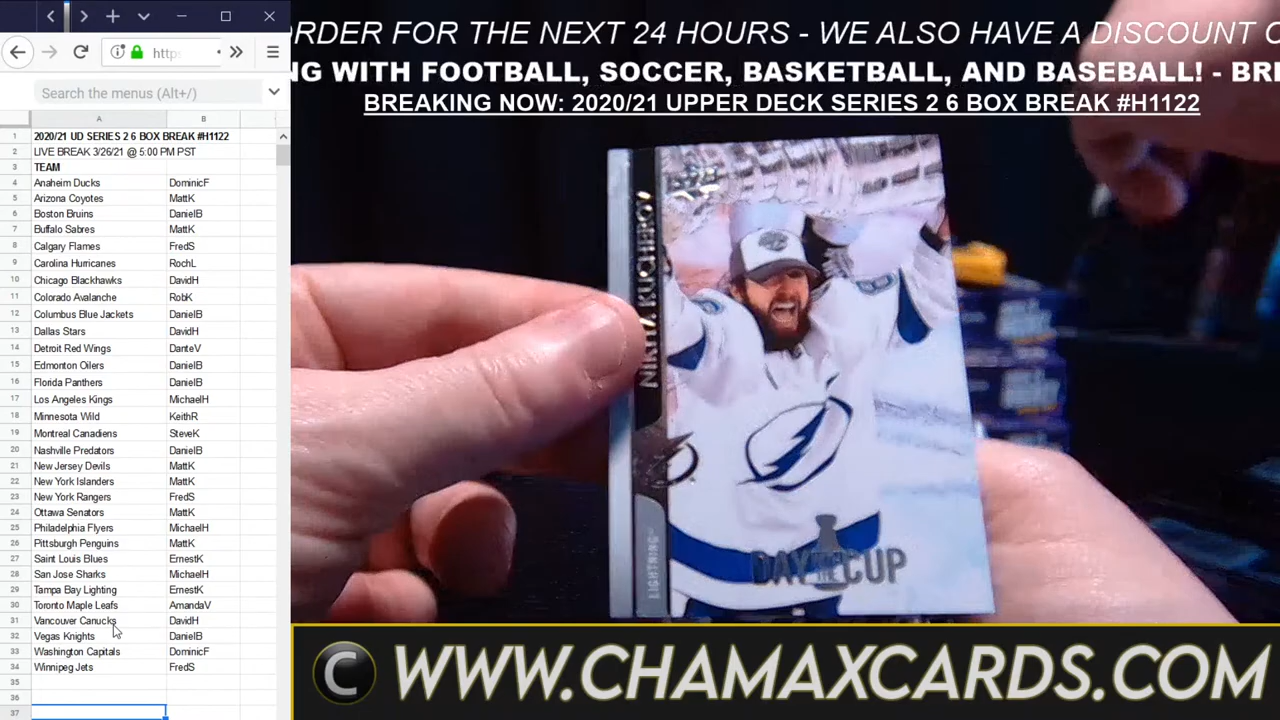 https:
Search the menus (Alt+/)
A B
1 2020/21 UD SERIES 2 6 BOX BREAK #H1122
2 LIVE BREAK 3/26/21 @ 5:00 PM PST
3 TEAM
4 Anaheim Ducks DominicF
5 Arizona Coyotes MattK
6 Boston Bruins DanielB
7 Buffalo Sabres MattK
8 Calgary Flames FredS
9 Carolina Hurricanes RochL
10 Chicago Blackhawks DavidH
11 Colorado Avalanche RobK
12 Columbus Blue Jackets DanielB
13 Dallas Stars DavidH
14 Detroit Red Wings DanteV
15 Edmonton Oilers DanielB
16 Florida Panthers DanielB
17 Los Angeles Kings MichaelH
18 Minnesota Wild KeithR
19 Montreal Canadiens SteveK
20 Nashville Predators DanielB
21 New Jersey Devils MattK
22 New York Islanders MattK
23 New York Rangers FredS
24 Ottawa Senators MattK
25 Philadelphia Flyers MichaelH
26 Pittsburgh Penguins MattK
27 Saint Louis Blues ErnestK
28 San Jose Sharks MichaelH
29 Tampa Bay Lighting ErnestK
30 Toronto Maple Leafs AmandaV
31 Vancouver Canucks DavidH
32 Vegas Knights DanielB
33 Washington Capitals DominicF
34 Winnipeg Jets FredS
35
36
37
ORDER FOR THE NEXT 24 HOURS - WE ALSO HAVE A DISCOUNT
NG WITH FOOTBALL, SOCCER, BASKETBALL, AND BASEBALL! - BRE
BREAKING NOW: 2020/21 UPPER DECK SERIES 2 6 BOX BREAK #H1122
NIKITA KUCHEROV
LIGHTNING
DAY WITH THE CUP
C WWW.CHAMAXCARDS.COM